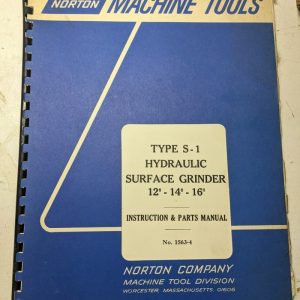 NORTON
MACHINE TOOLS
TYPE S-1
HYDRAULIC
SURFACE GRINDER
12" - 14" - 16"
INSTRUCTION & PARTS MANUAL
No. 1563-4
NORTON COMPANY
MACHINE TOOL DIVISION
WORCESTER, MASSACHUSETTS, 01606